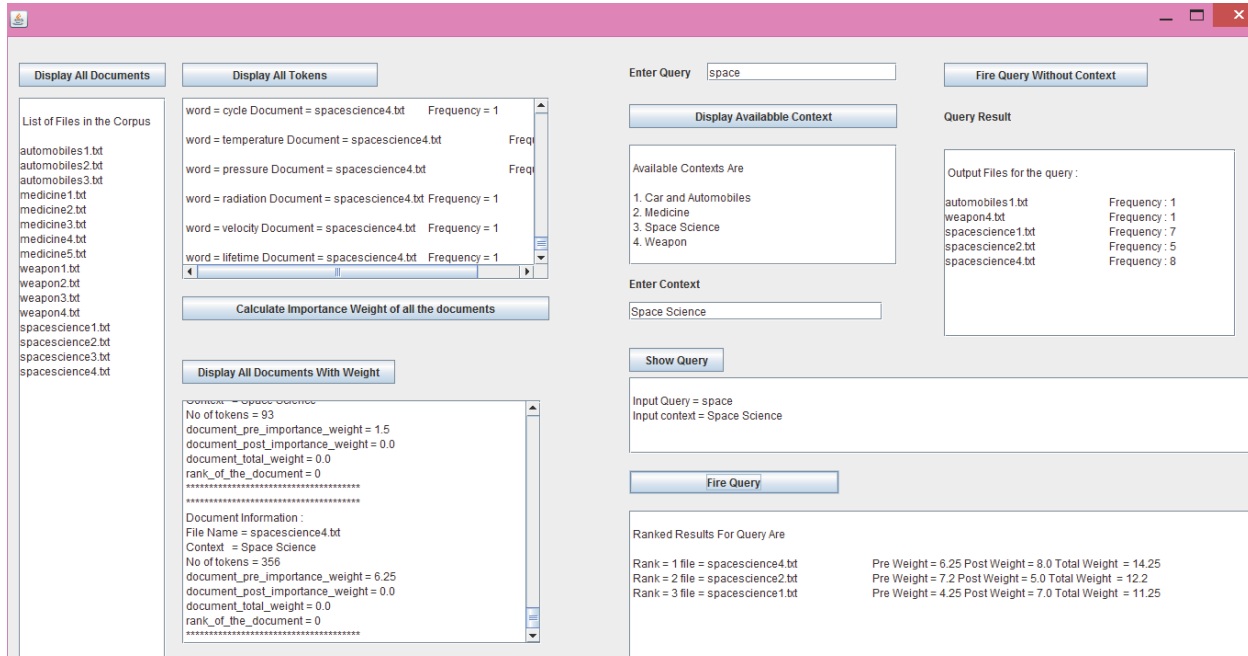 Display All Documents
List of Files in the Corpus
automobiles1.txt
automobiles2.txt
automobiles3.txt
medicine1.txt
medicine2.txt
medicine3.txt
medicine4.txt
medicine5.txt
weapon1.txt
weapon2.txt
weapon3.txt
weapon4.txt
spacescience1.txt
spacescience2.txt
spacescience3.txt
spacescience4.txt
Display All Tokens
word = cycle Document = spacescience4.txt Frequency = 1
word = temperature Document = spacescience4.txt Frequ
word = pressure Document = spacescience4.txt Frequ
word = radiation Document = spacescience4.txt Frequency = 1
word = velocity Document = spacescience4.txt Frequency = 1
word = lifetime Document = spacescience4.txt Frequency = 1
Calculate Importance Weight of all the documents
Display All Documents With Weight
Context = Space Science
No of tokens = 93
document_pre_importance_weight = 1.5
document_post_importance_weight = 0.0
document_total_weight = 0.0
rank_of_the_document = 0
**************************************
**************************************
Document Information :
File Name = spacescience4.txt
Context = Space Science
No of tokens = 356
document_pre_importance_weight = 6.25
document_post_importance_weight = 0.0
document_total_weight = 0.0
rank_of_the_document = 0
**************************************
Enter Query space
Display Availabble Context
Available Contexts Are
1. Car and Automobiles
2. Medicine
3. Space Science
4. Weapon
Enter Context
Space Science
Show Query
Input Query = space
Input context = Space Science
Fire Query
Ranked Results For Query Are
Rank = 1 file = spacescience4.txt Pre Weight = 6.25 Post Weight = 8.0 Total Weight = 14.25
Rank = 2 file = spacescience2.txt Pre Weight = 7.2 Post Weight = 5.0 Total Weight = 12.2
Rank = 3 file = spacescience1.txt Pre Weight = 4.25 Post Weight = 7.0 Total Weight = 11.25
Fire Query Without Context
Query Result
Output Files for the query :
automobiles1.txt Frequency : 1
weapon4.txt Frequency : 1
spacescience1.txt Frequency : 7
spacescience2.txt Frequency : 5
spacescience4.txt Frequency : 8